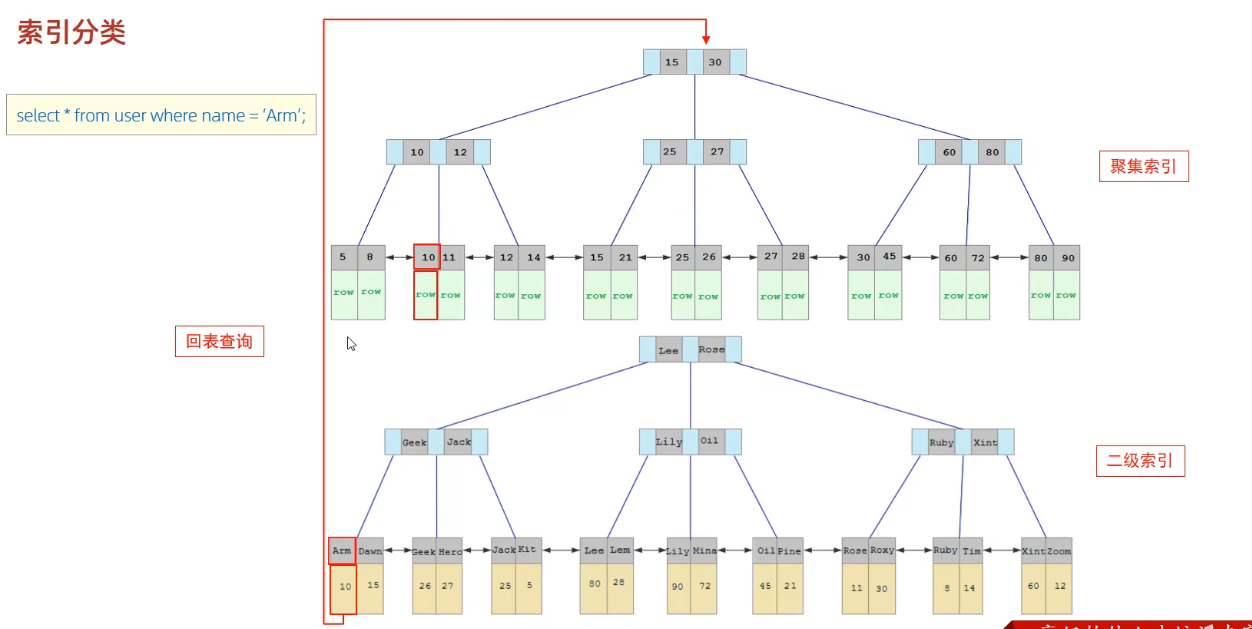 索引分类
select * from user where name = 'Arm';
15 30
10 12
25 27
60 80
聚集索引
5 8 10 11 12 14 15 21 25 26 27 28 30 45 60 72 80 90
row row row row row row row row row row row row row row row row row row
回表查询
Lee Rose
Geek Jack
Lily Oil
Ruby Xint
二级索引
Arm Dawn Geek Hero Jack Kit Lee Lem Lily Mina Oil Pine Rose Roxy Ruby Tim Xint Zoom
10 15 26 27 25 5 80 28 90 72 45 21 11 30 8 14 60 12